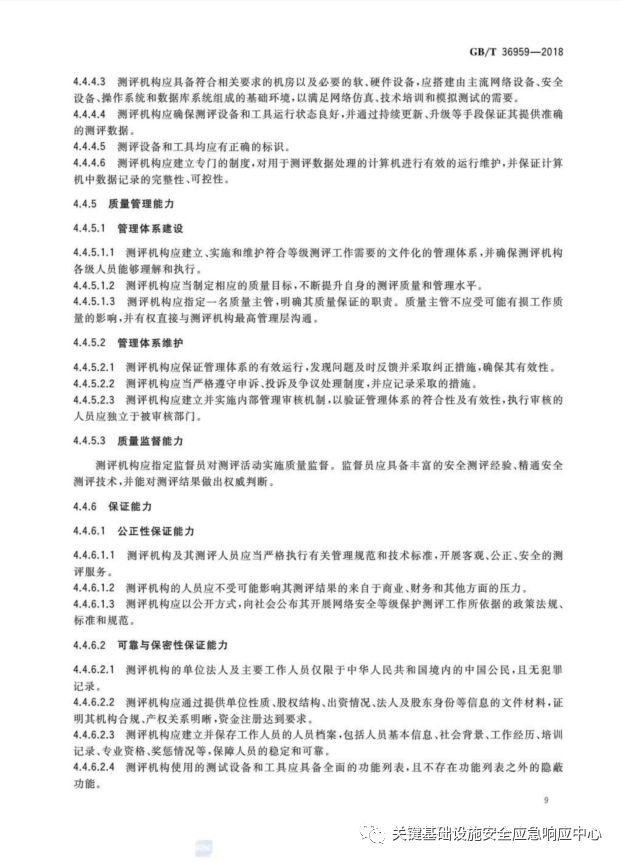 GB/T 36959—2018
4.4.4.3 测评机构应具备符合相关要求的机房以及必要的软、硬件设备,应搭建由主流网络设备、安全
设备、操作系统和数据库系统组成的基础环境,以满足网络仿真、技术培训和模拟测试的需要。
4.4.4.4 测评机构应确保测评设备和工具运行状态良好,并通过持续更新、升级等手段保证其提供准确
的测评数据。
4.4.4.5 测评设备和工具均应有正确的标识。
4.4.4.6 测评机构应建立专门的制度,对用于测评数据处理的计算机进行有效的运行维护,并保证计算
机中数据记录的完整性、可控性。
4.4.5 质量管理能力
4.4.5.1 管理体系建设
4.4.5.1.1 测评机构应建立、实施和维护符合等级测评工作需要的文件化的管理体系,并确保测评机构
各级人员能够理解和执行。
4.4.5.1.2 测评机构应当制定相应的质量目标,不断提升自身的测评质量和管理水平。
4.4.5.1.3 测评机构应指定一名质量主管,明确其质量保证的职责。质量主管不应受可能有损工作质
量的影响,并有权直接与测评机构最高管理层沟通。
4.4.5.2 管理体系维护
4.4.5.2.1 测评机构应保证管理体系的有效运行,发现问题及时反馈并采取纠正措施,确保其有效性。
4.4.5.2.2 测评机构应当严格遵守申诉、投诉及争议处理制度,并应记录采取的措施。
4.4.5.2.3 测评机构应建立并实施内部管理审核机制,以验证管理体系的符合性及有效性,执行审核的
人员应独立于被审核部门。
4.4.5.3 质量监督能力
测评机构应指定监督员对测评活动实施质量监督。监督员应具备丰富的安全测评经验、精通安全
测评技术,并能对测评结果做出权威判断。
4.4.6 保证能力
4.4.6.1 公正性保证能力
4.4.6.1.1 测评机构及其测评人员应当严格执行有关管理规范和技术标准,开展客观、公正、安全的测
评服务。
4.4.6.1.2 测评机构的人员应不受可能影响其测评结果的来自于商业、财务和其他方面的压力。
4.4.6.1.3 测评机构应以公开方式,向社会公布其开展网络安全等级保护测评工作所依据的政策法规、
标准和规范。
4.4.6.2 可靠与保密性保证能力
4.4.6.2.1 测评机构的单位法人及主要工作人员仅限于中华人民共和国境内的中国公民,且无犯罪
记录。
4.4.6.2.2 测评机构应通过提供单位性质、股权结构、出资情况、法人及股东身份等信息的文件材料,证
明其机构合规、产权关系明晰,资金注册达到要求。
4.4.6.2.3 测评机构应建立并保存工作人员的人员档案,包括人员基本信息、社会背景、工作经历、培训
记录、专业资格、奖惩情况等,保障人员的稳定和可靠。
4.4.6.2.4 测评机构使用的测试设备和工具应具备全面的功能列表,且不存在功能列表之外的隐蔽
功能。
9
关键基础设施安全应急响应中心